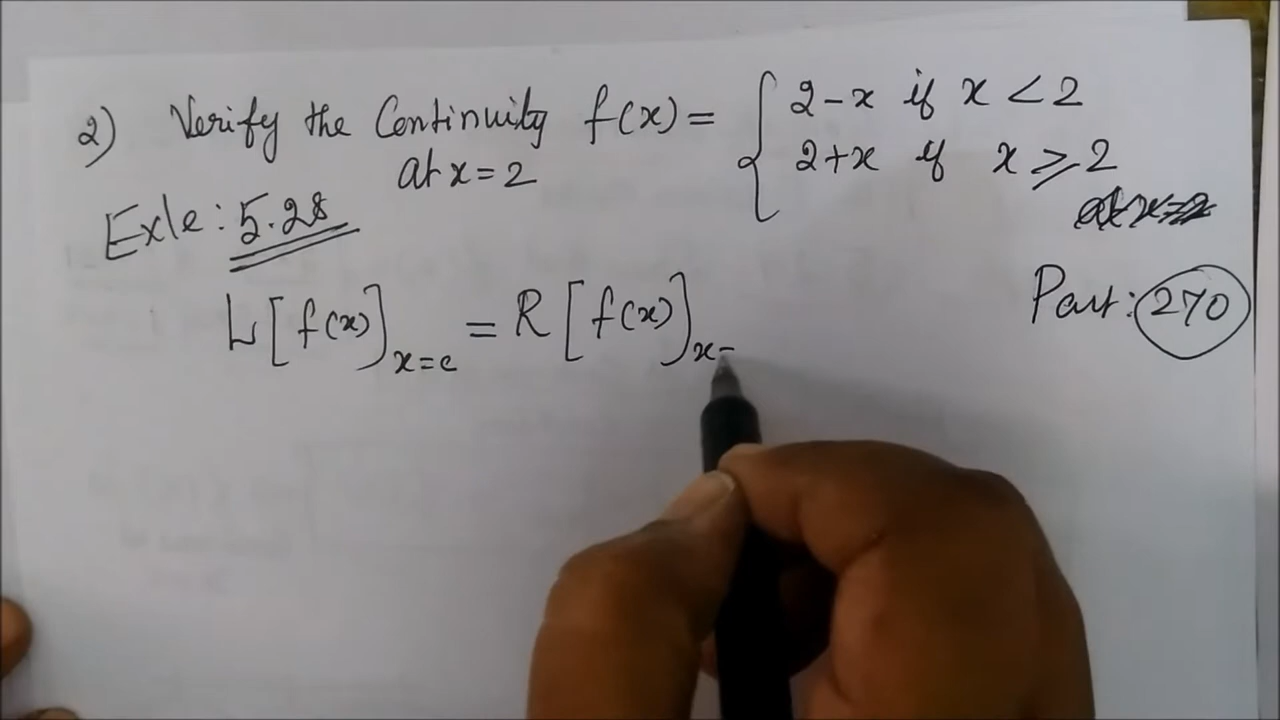 2) Verify the Continuity f(x) = { 2-x if x < 2
at x = 2 2+x if x ⩾ 2
Exle : 5.28
Part : 270
L[f(x)]x=c = R[f(x)]x-